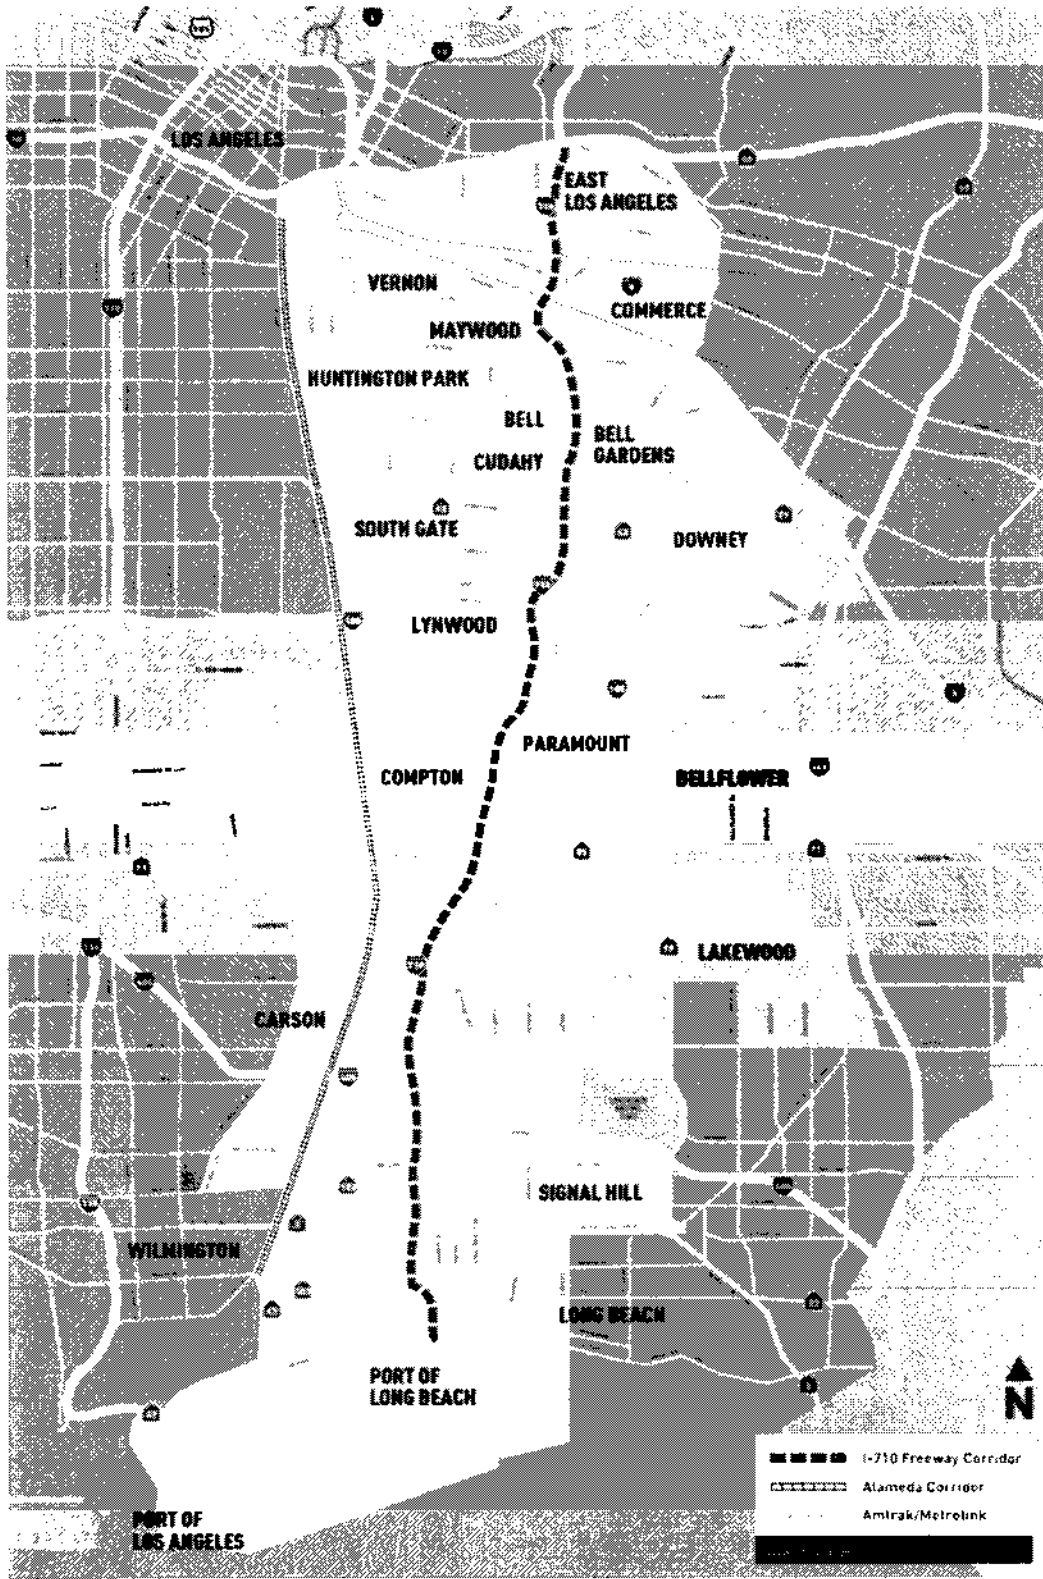 LOS ANGELES
EAST
LOS ANGELES
VERNON
COMMERCE
MAYWOOD
HUNTINGTON PARK
BELL
BELL
GARDENS
CUDAHY
SOUTH GATE
DOWNEY
LYNWOOD
PARAMOUNT
COMPTON
BELLFLOWER
LAKEWOOD
CARSON
SIGNAL HILL
WILMINGTON
LONG BEACH
PORT OF
LONG BEACH
N
I-710 Freeway Corridor
Alameda Corridor
Amtrak/Metrolink
PORT OF
LOS ANGELES